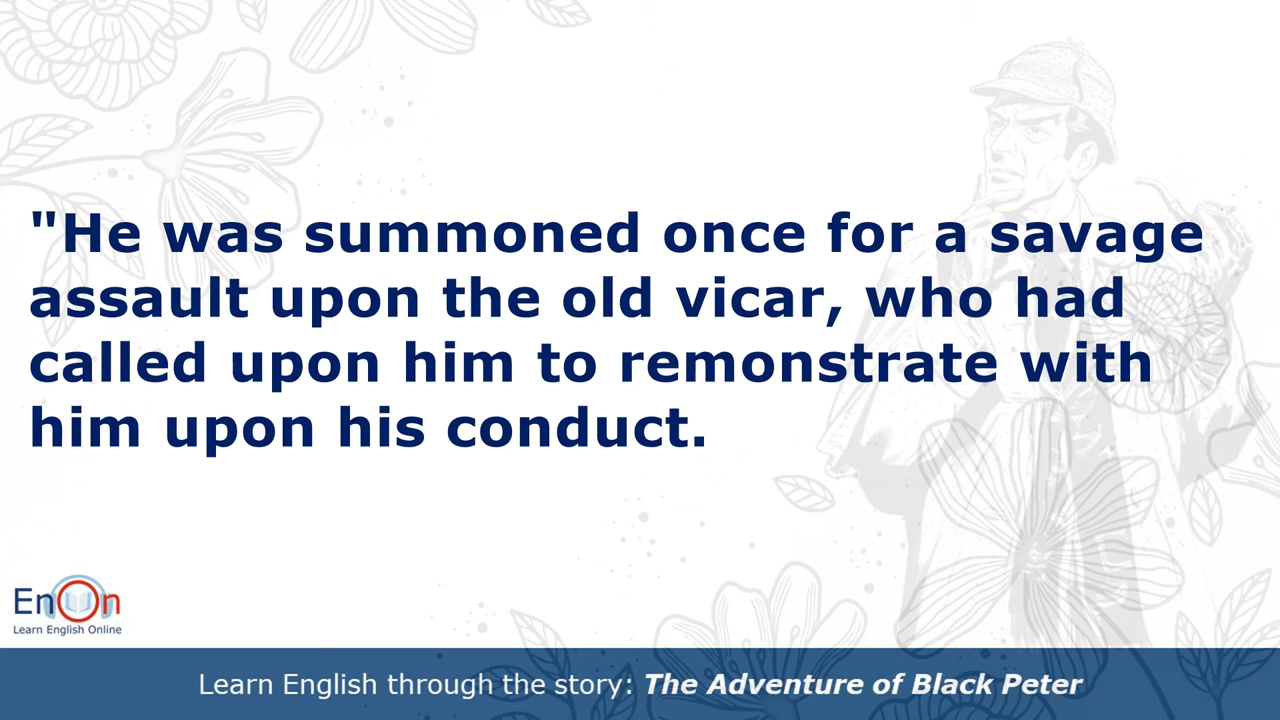 "He was summoned once for a savage
assault upon the old vicar, who had
called upon him to remonstrate with
him upon his conduct.
EnOn
Learn English Online
Learn English through the story: The Adventure of Black Peter